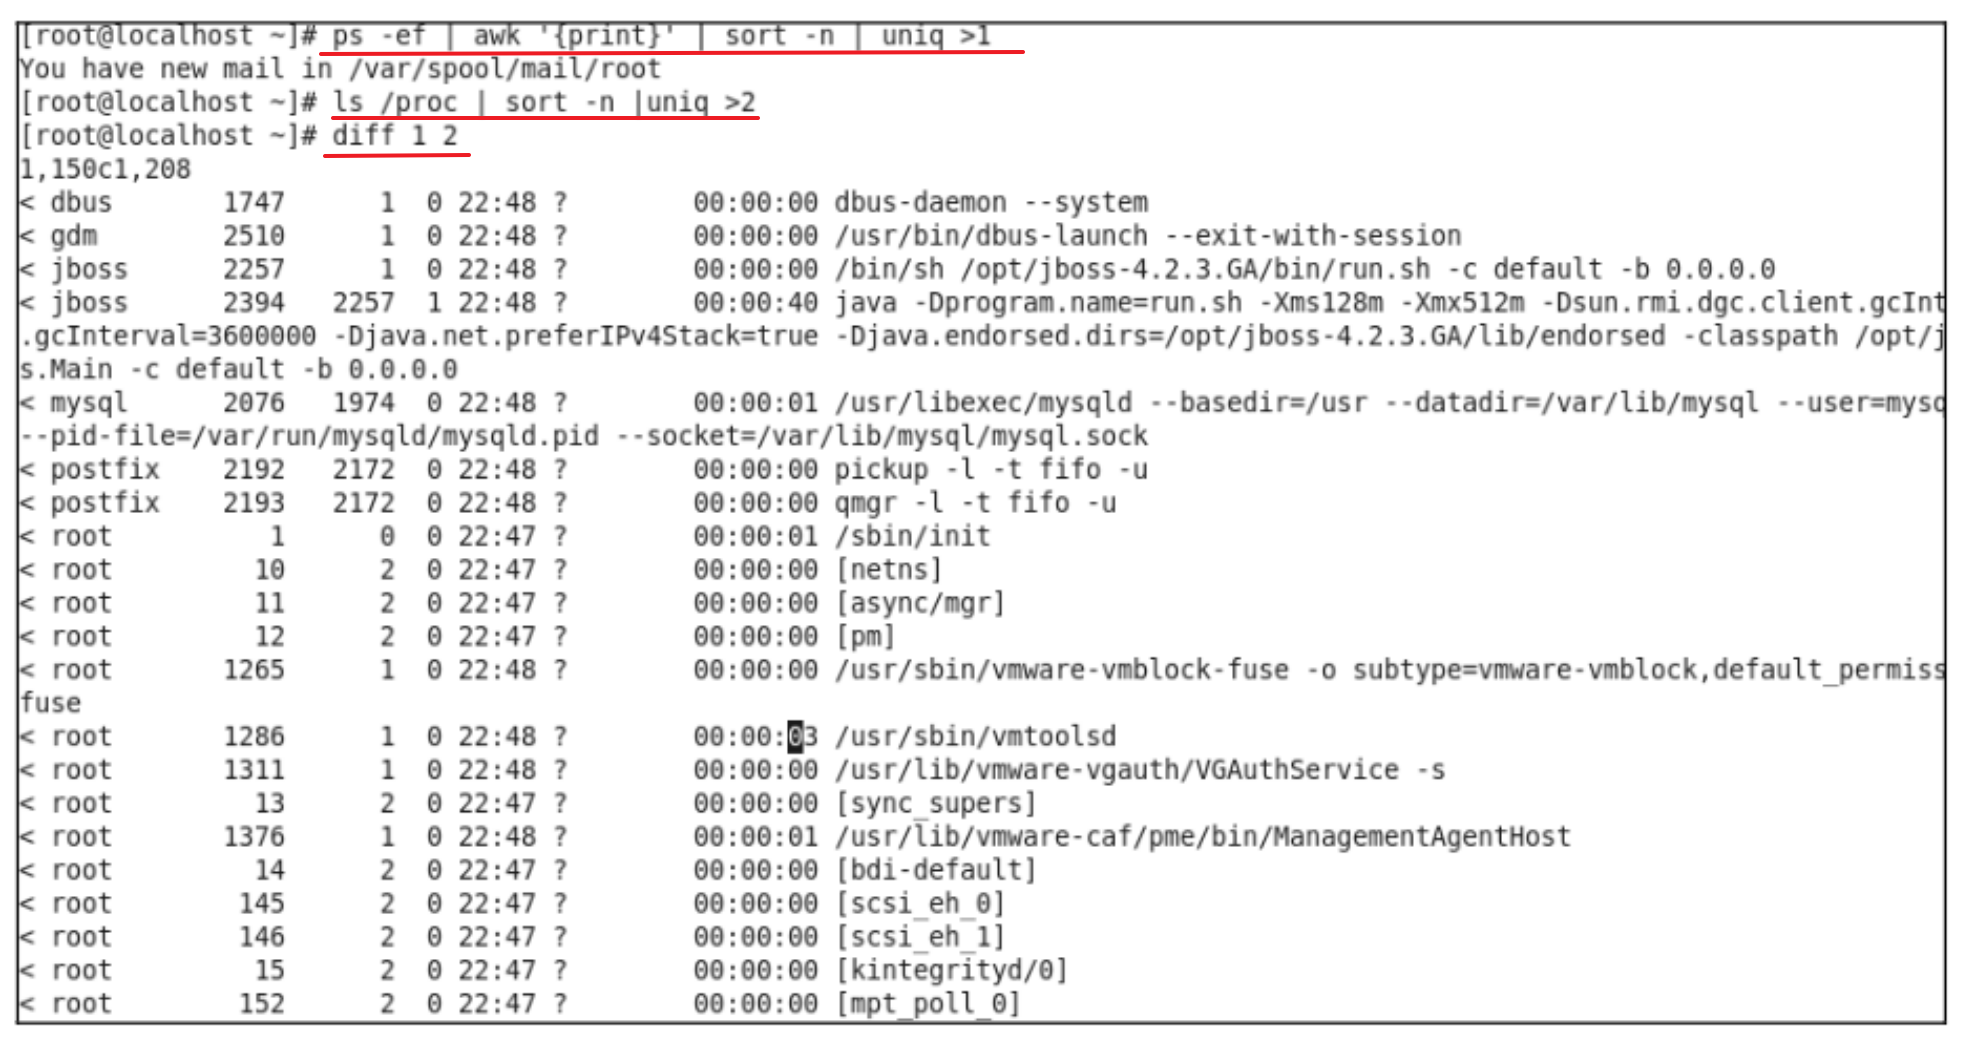 [root@localhost ~]# ps -ef | awk '{print}' | sort -n | uniq >1
You have new mail in /var/spool/mail/root
[root@localhost ~]# ls /proc | sort -n |uniq >2
[root@localhost ~]# diff 1 2
1,150c1,208
< dbus       1747      1  0 22:48 ?        00:00:00 dbus-daemon --system
< gdm        2510      1  0 22:48 ?        00:00:00 /usr/bin/dbus-launch --exit-with-session
< jboss      2257      1  0 22:48 ?        00:00:00 /bin/sh /opt/jboss-4.2.3.GA/bin/run.sh -c default -b 0.0.0.0
< jboss      2394   2257  1 22:48 ?        00:00:40 java -Dprogram.name=run.sh -Xms128m -Xmx512m -Dsun.rmi.dgc.client.gcInt
.gcInterval=3600000 -Djava.net.preferIPv4Stack=true -Djava.endorsed.dirs=/opt/jboss-4.2.3.GA/lib/endorsed -classpath /opt/j
s.Main -c default -b 0.0.0.0
< mysql      2076   1974  0 22:48 ?        00:00:01 /usr/libexec/mysqld --basedir=/usr --datadir=/var/lib/mysql --user=mysq
--pid-file=/var/run/mysqld/mysqld.pid --socket=/var/lib/mysql/mysql.sock
< postfix    2192   2172  0 22:48 ?        00:00:00 pickup -l -t fifo -u
< postfix    2193   2172  0 22:48 ?        00:00:00 qmgr -l -t fifo -u
< root          1      0  0 22:47 ?        00:00:01 /sbin/init
< root         10      2  0 22:47 ?        00:00:00 [netns]
< root         11      2  0 22:47 ?        00:00:00 [async/mgr]
< root         12      2  0 22:47 ?        00:00:00 [pm]
< root       1265      1  0 22:48 ?        00:00:00 /usr/sbin/vmware-vmblock-fuse -o subtype=vmware-vmblock,default_permiss
fuse
< root       1286      1  0 22:48 ?        00:00:03 /usr/sbin/vmtoolsd
< root       1311      1  0 22:48 ?        00:00:00 /usr/lib/vmware-vgauth/VGAuthService -s
< root         13      2  0 22:47 ?        00:00:00 [sync_supers]
< root       1376      1  0 22:48 ?        00:00:01 /usr/lib/vmware-caf/pme/bin/ManagementAgentHost
< root         14      2  0 22:47 ?        00:00:00 [bdi-default]
< root        145      2  0 22:47 ?        00:00:00 [scsi_eh_0]
< root        146      2  0 22:47 ?        00:00:00 [scsi_eh_1]
< root         15      2  0 22:47 ?        00:00:00 [kintegrityd/0]
< root        152      2  0 22:47 ?        00:00:00 [mpt_poll_0]